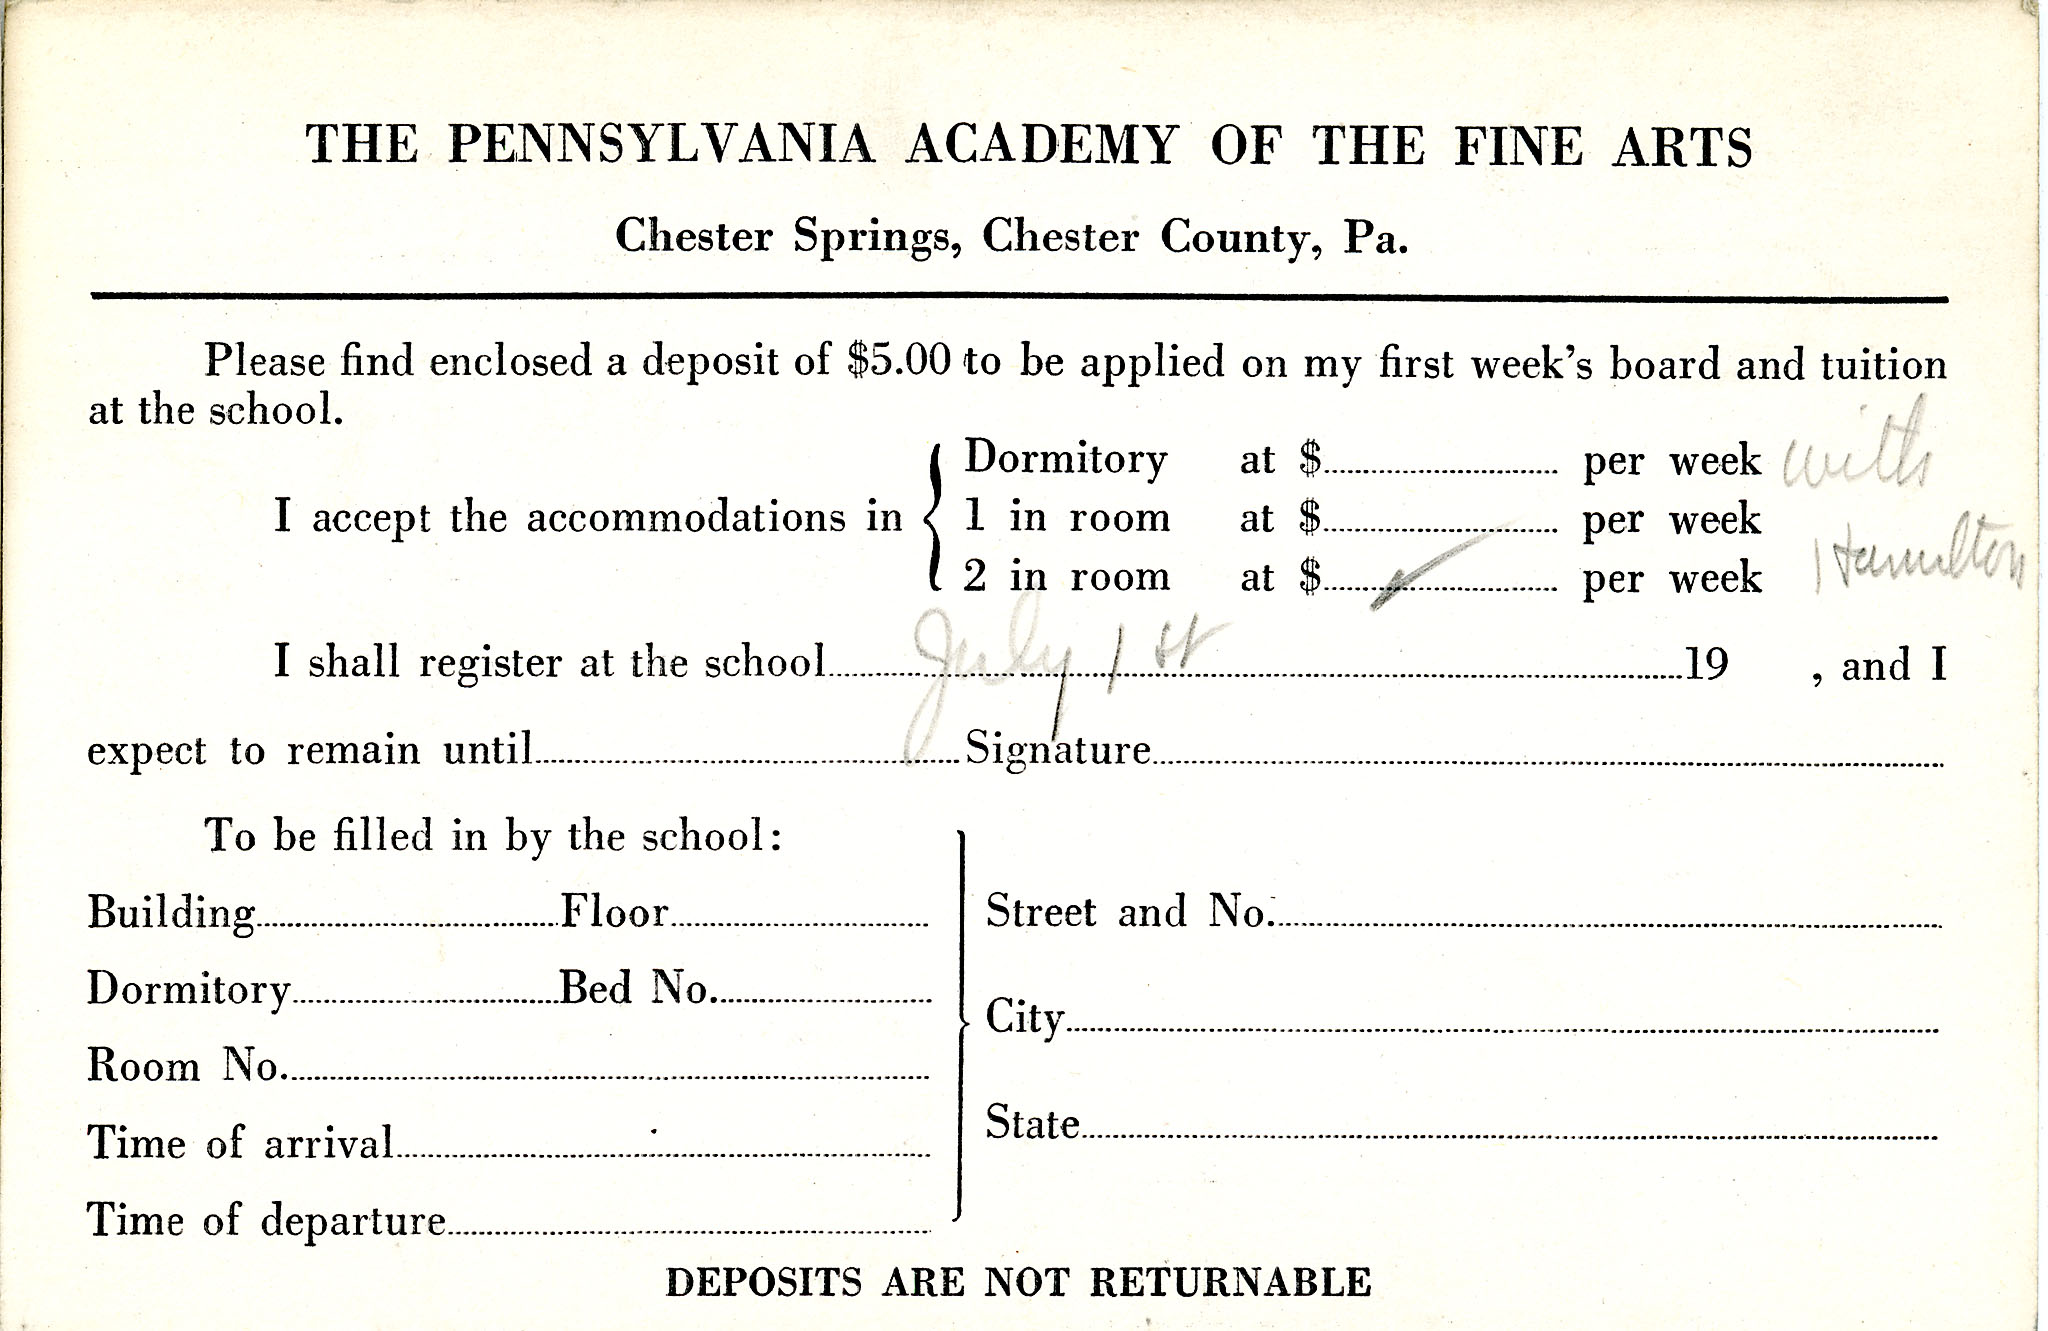 THE PENNSYLVANIA ACADEMY OF THE FINE ARTS
Chester Springs, Chester County, Pa.
Please find enclosed a deposit of $5.00 to be applied on my first week's board and tuition
at the school.
I accept the accommodations in { Dormitory at $ per week with
1 in room at $ per week
2 in room at $ ✓ per week Hamilton
I shall register at the school July 1st 19 , and I
expect to remain until Signature
To be filled in by the school:
Building Floor
Dormitory Bed No.
Room No.
Time of arrival
Time of departure
Street and No.
City
State
DEPOSITS ARE NOT RETURNABLE